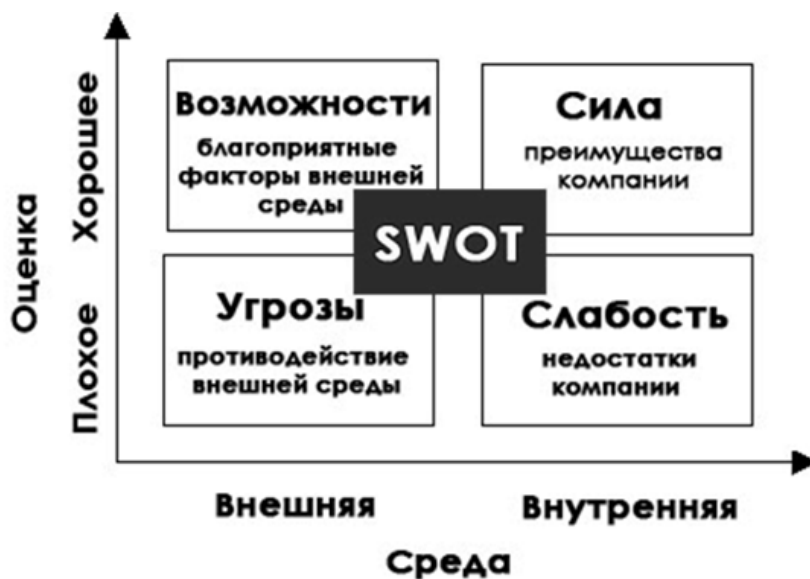 Оценка
Хорошее
Плохое
Возможности
благоприятные
факторы внешней
среды
Сила
преимущества
компании
SWOT
Угрозы
противодействие
внешней среды
Слабость
недостатки
компании
Внешняя
Внутренняя
Среда